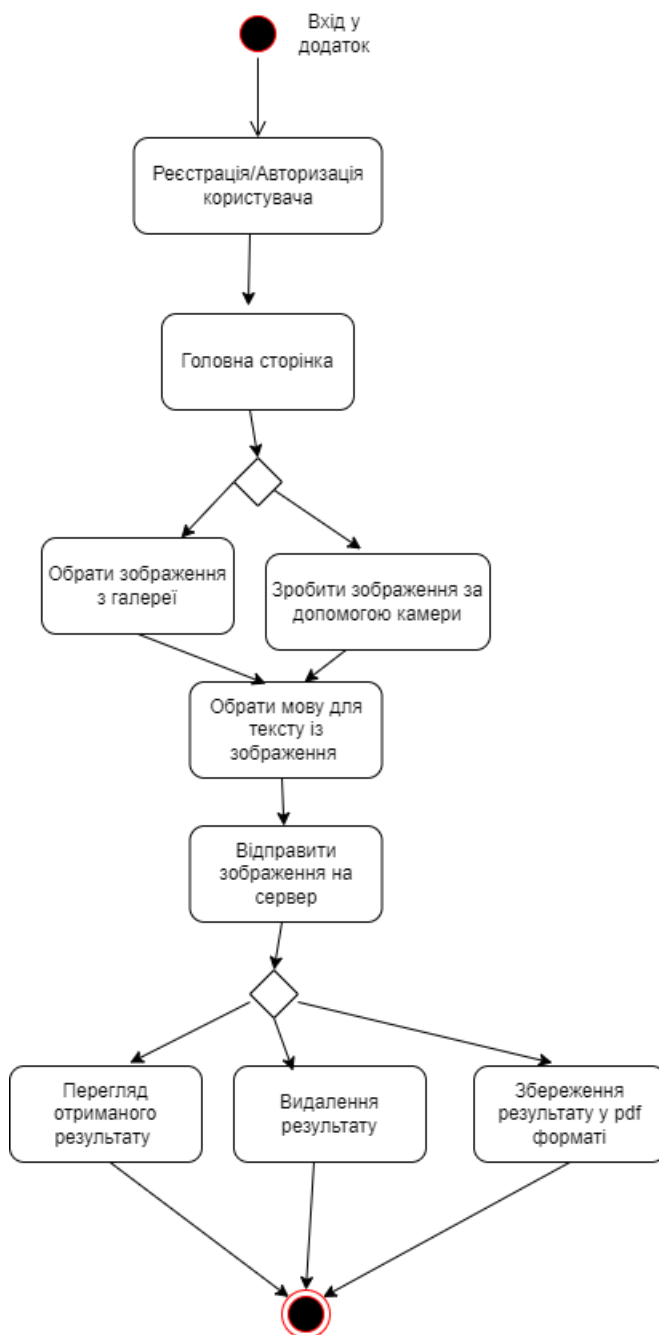 Вхід у
додаток
Реєстрація/Авторизація
користувача
Головна сторінка
Обрати зображення
з галереї
Зробити зображення за
допомогою камери
Обрати мову для
тексту із
зображення
Відправити
зображення на
сервер
Перегляд
отриманого
результату
Видалення
результату
Збереження
результату у pdf
форматі